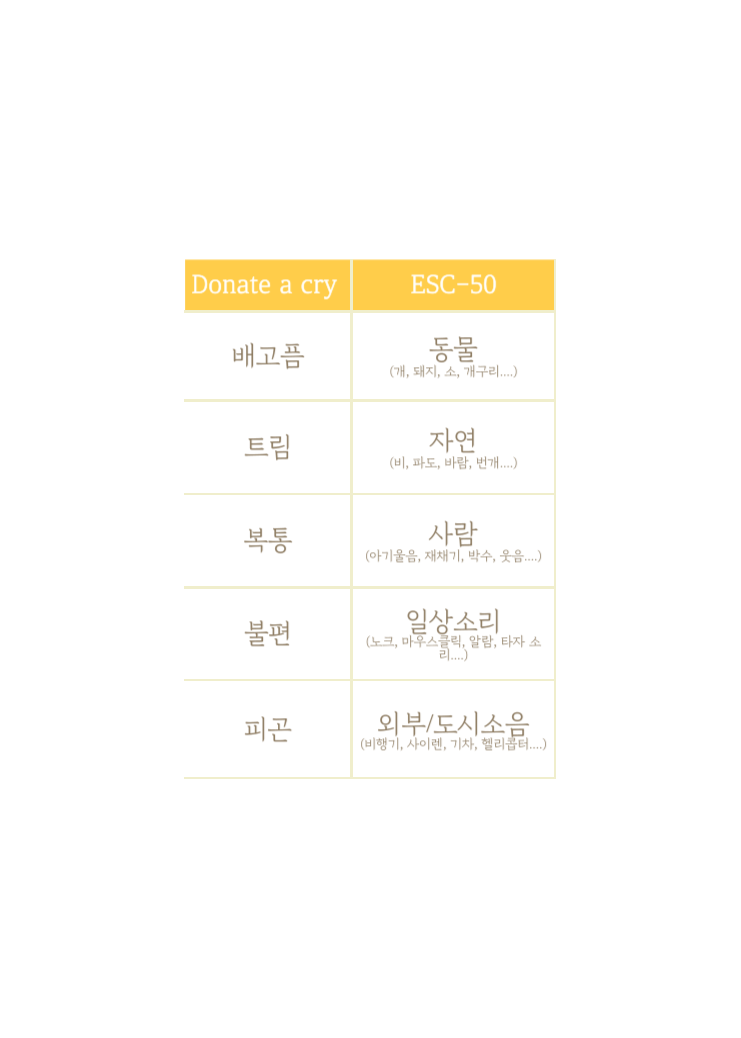 Donate a cry ESC-50
배고픔 동물
(개, 돼지, 소, 개구리....)
트림 자연
(비, 파도, 바람, 번개....)
복통 사람
(아기울음, 재채기, 박수, 웃음....)
불편 일상소리
(노크, 마우스클릭, 알람, 타자 소
리....)
피곤 외부/도시소음
(비행기, 사이렌, 기차, 헬리콥터....)